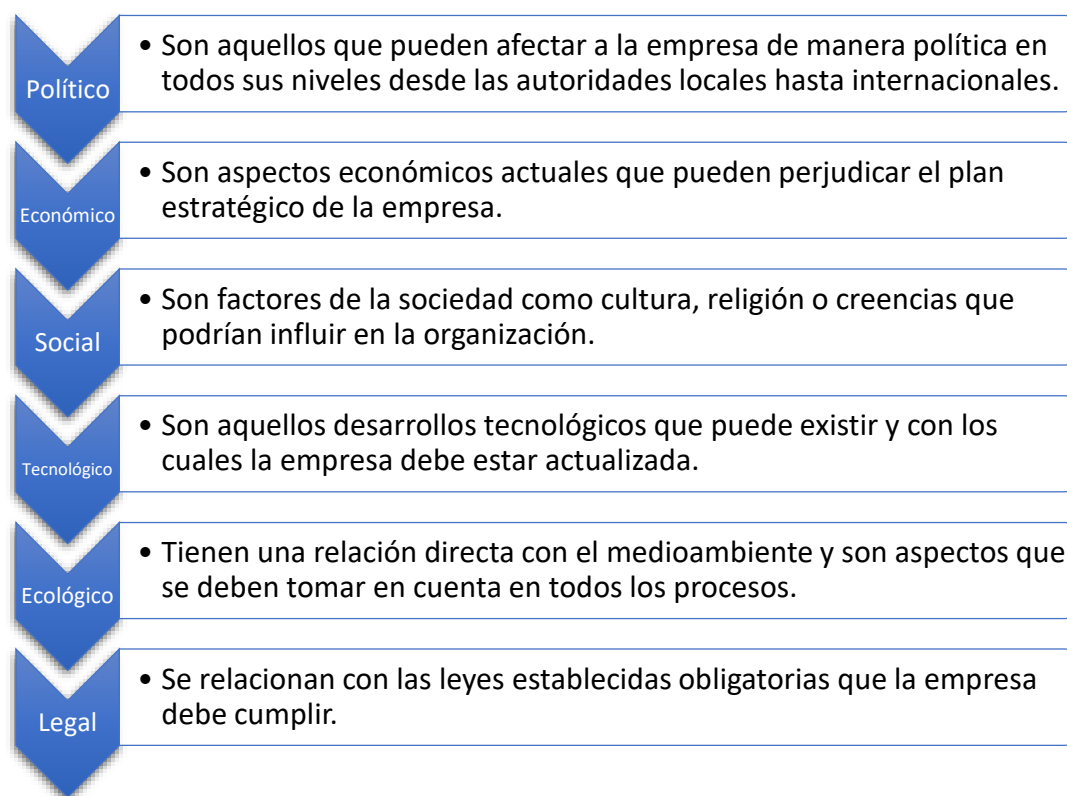 Político
• Son aquellos que pueden afectar a la empresa de manera política en
todos sus niveles desde las autoridades locales hasta internacionales.
Económico
• Son aspectos económicos actuales que pueden perjudicar el plan
estratégico de la empresa.
Social
• Son factores de la sociedad como cultura, religión o creencias que
podrían influir en la organización.
Tecnológico
• Son aquellos desarrollos tecnológicos que puede existir y con los
cuales la empresa debe estar actualizada.
Ecológico
• Tienen una relación directa con el medioambiente y son aspectos que
se deben tomar en cuenta en todos los procesos.
Legal
• Se relacionan con las leyes establecidas obligatorias que la empresa
debe cumplir.